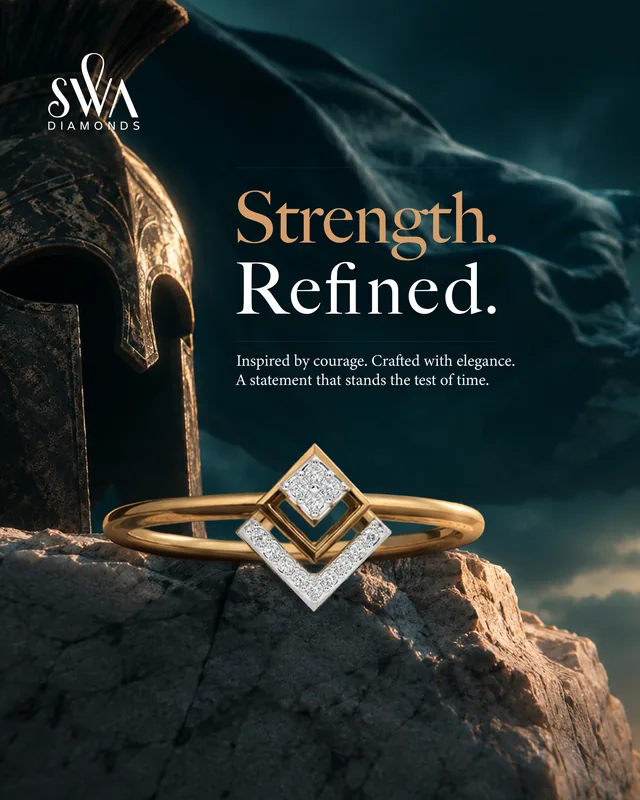 SWA
DIAMONDS
Strength.
Refined.
Inspired by courage. Crafted with elegance.
A statement that stands the test of time.